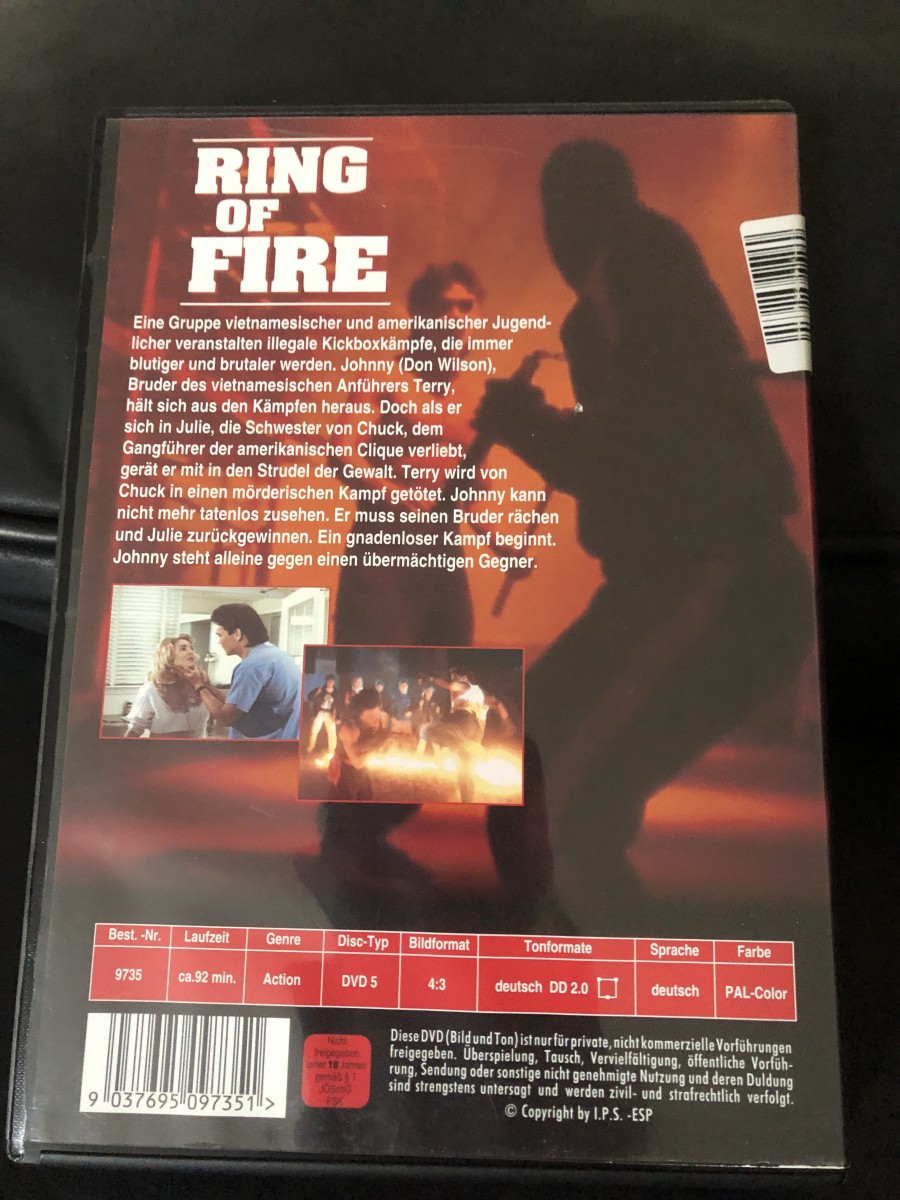 RING
OF
FIRE
Eine Gruppe vietnamesischer und amerikanischer Jugend-
licher veranstalten illegale Kickboxkämpfe, die immer
blutiger und brutaler werden. Johnny (Don Wilson),
Bruder des vietnamesischen Anführers Terry,
hält sich aus den Kämpfen heraus. Doch als er
sich in Julie, die Schwester von Chuck, dem
Gangführer der amerikanischen Clique verliebt,
gerät er mit in den Strudel der Gewalt. Terry wird von
Chuck in einen mörderischen Kampf getötet. Johnny kann
nicht mehr tatenlos zusehen. Er muss seinen Bruder rächen
und Julie zurückgewinnen. Ein gnadenloser Kampf beginnt.
Johnny steht alleine gegen einen übermächtigen Gegner.
Best. -Nr. Laufzeit Genre Disc-Typ Bildformat Tonformate Sprache Farbe
9735 ca.92 min. Action DVD 5 4:3 deutsch DD 2.0 deutsch PAL-Color
9 037695 097351 >
Nicht
freigegeben
unter 18 Jahren
gemäß § 7
JÖSchG
FSK
Diese DVD (Bild und Ton) ist nur für private, nicht kommerzielle Vorführungen
freigegeben. Überspielung, Tausch, Vervielfältigung, öffentliche Vorfüh-
rung, Sendung oder sonstige nicht genehmigte Nutzung und deren Duldung
sind strengstens untersagt und werden zivil- und strafrechtlich verfolgt.
© Copyright by I.P.S. -ESP